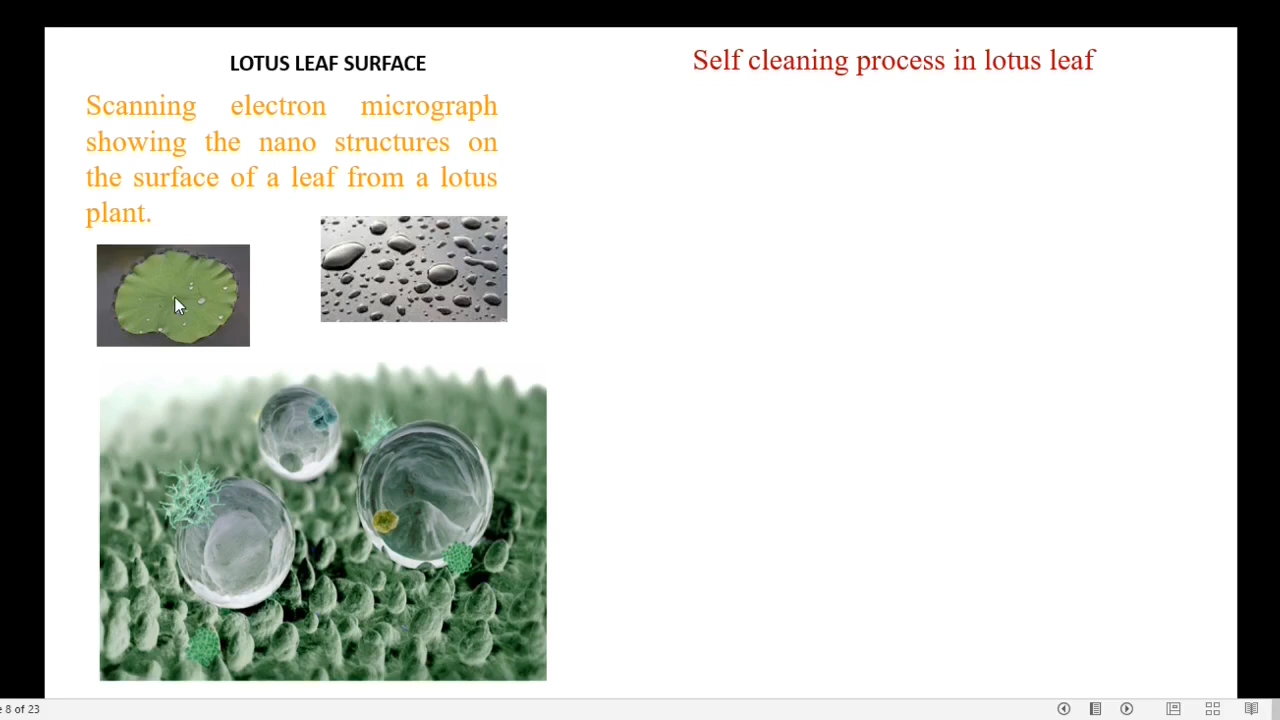 LOTUS LEAF SURFACE
Self cleaning process in lotus leaf
Scanning electron micrograph
showing the nano structures on
the surface of a leaf from a lotus
plant.
8 of 23